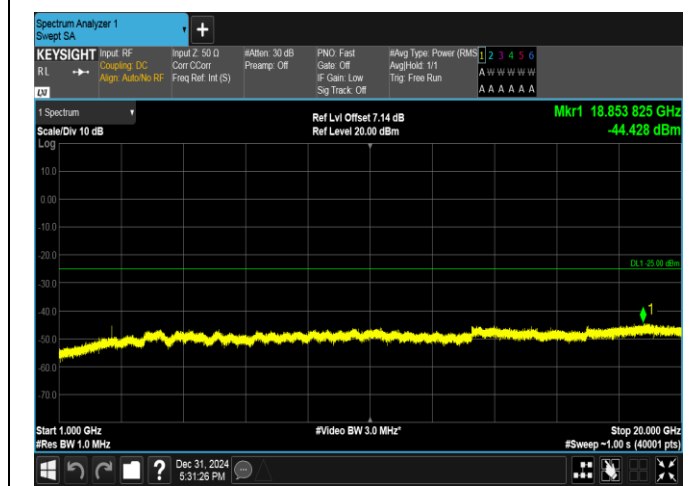 Spectrum Analyzer 1
Swept SA
+
KEYSIGHT Input: RF Input Z: 50 Ω #Atten: 30 dB PNO: Fast #Avg Type: Power (RMS 1 2 3 4 5 6
RL Coupling: DC Corr CCorr Preamp: Off Gate: Off Avg|Hold: 1/1 A W W W W W
Align: Auto/No RF Freq Ref: Int (S) IF Gain: Low Trig: Free Run
Sig Track: Off A A A A A A
1 Spectrum Ref Lvl Offset 7.14 dB Mkr1 18.853 825 GHz
Scale/Div 10 dB Ref Level 20.00 dBm -44.428 dBm
Log
10.0
0.00
-10.0
-20.0
DL1 -25.00 dBm
-30.0
-40.0
1
-50.0
-60.0
-70.0
Start 1.000 GHz #Video BW 3.0 MHz* Stop 20.000 GHz
#Res BW 1.0 MHz #Sweep ~1.00 s (40001 pts)
? Dec 31, 2024
5:31:26 PM